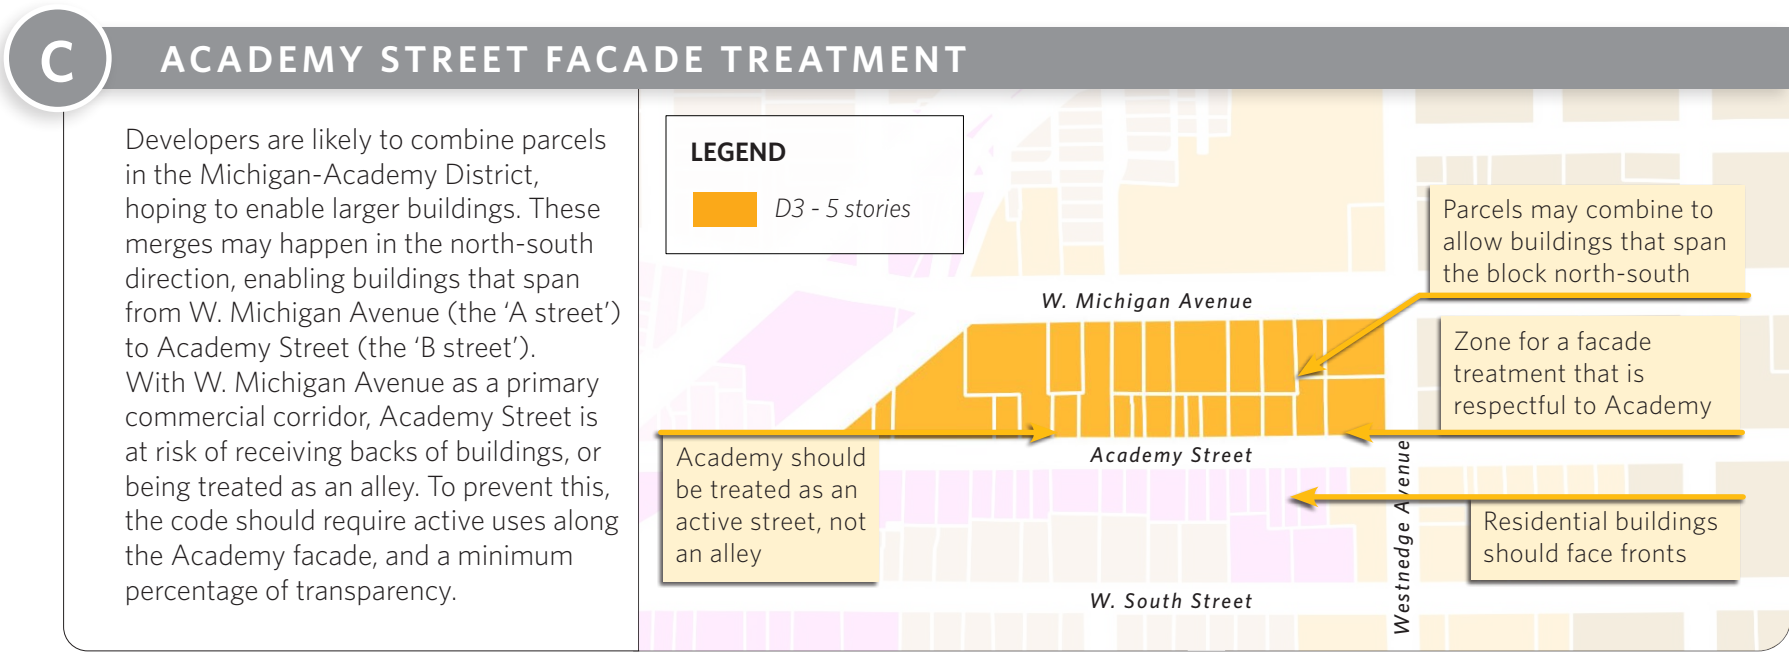 C
ACADEMY STREET FACADE TREATMENT
Developers are likely to combine parcels
in the Michigan-Academy District,
hoping to enable larger buildings. These
merges may happen in the north-south
direction, enabling buildings that span
from W. Michigan Avenue (the ‘A street’)
to Academy Street (the ‘B street’).
With W. Michigan Avenue as a primary
commercial corridor, Academy Street is
at risk of receiving backs of buildings, or
being treated as an alley. To prevent this,
the code should require active uses along
the Academy facade, and a minimum
percentage of transparency.
LEGEND
D3 - 5 stories
Parcels may combine to
allow buildings that span
the block north-south
W. Michigan Avenue
Zone for a facade
treatment that is
respectful to Academy
Academy should
be treated as an
active street, not
an alley
Academy Street
Westnedge Avenue
Residential buildings
should face fronts
W. South Street